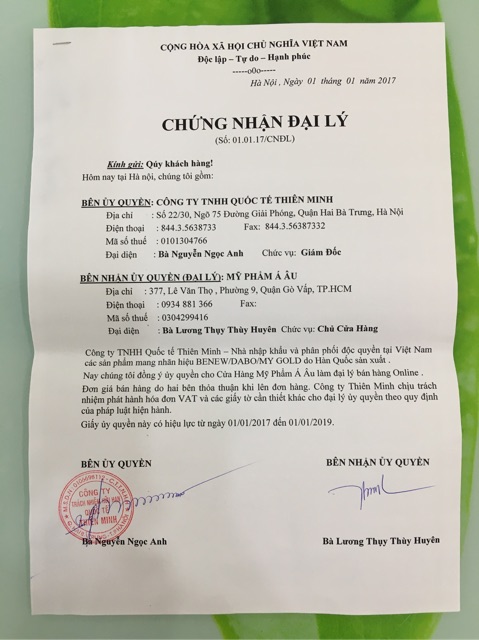 CỘNG HÒA XÃ HỘI CHỦ NGHĨA VIỆT NAM
Độc lập – Tự do – Hạnh phúc
-----o0o-----
Hà Nội, Ngày 01 tháng 01 năm 2017
CHỨNG NHẬN ĐẠI LÝ
(Số: 01.01.17/CNĐL)
Kính gửi: Qúy khách hàng!
Hôm nay tại Hà nội, chúng tôi gồm:
BÊN ỦY QUYỀN: CÔNG TY TNHH QUỐC TẾ THIÊN MINH
Địa chỉ : Số 22/30, Ngõ 75 Đường Giải Phóng, Quận Hai Bà Trưng, Hà Nội
Điện thoại : 844.3.5638733 Fax: 844.3.56387332
Mã số thuế : 0101304766
Đại diện : Bà Nguyễn Ngọc Anh Chức vụ: Giám Đốc
BÊN NHẬN ỦY QUYỀN (ĐẠI LÝ): MỸ PHẨM Á ÂU
Địa chỉ : 377, Lê Văn Thọ , Phường 9, Quận Gò Vấp, TP.HCM
Điện thoại : 0934 881 366 Fax:
Mã số thuế : 0304299416
Đại diện : Bà Lương Thụy Thùy Huyên Chức vụ: Chủ Cửa Hàng
Công ty TNHH Quốc tế Thiên Minh – Nhà nhập khẩu và phân phối độc quyền tại Việt Nam
các sản phẩm mang nhãn hiệu BENEW/DABO/MY GOLD do Hàn Quốc sản xuất .
Nay chúng tôi đồng ý ủy quyền cho Cửa Hàng Mỹ Phẩm Á Âu làm đại lý bán hàng Online .
Đơn giá bán hàng do hai bên thỏa thuận khi lên đơn hàng. Công ty Thiên Minh chịu trách
nhiệm phát hành hóa đơn VAT và các giấy tờ cần thiết khác cho đại lý ủy quyền theo quy định
của pháp luật hiện hành.
Giấy ủy quyền này có hiệu lực từ ngày 01/01/2017 đến 01/01/2019.
BÊN ỦY QUYỀN BÊN NHẬN ỦY QUYỀN
CÔNG TY
TRÁCH NHIỆM HỮU HẠN
QUỐC TẾ
THIÊN MINH
Bà Nguyễn Ngọc Anh Bà Lương Thụy Thùy Huyên